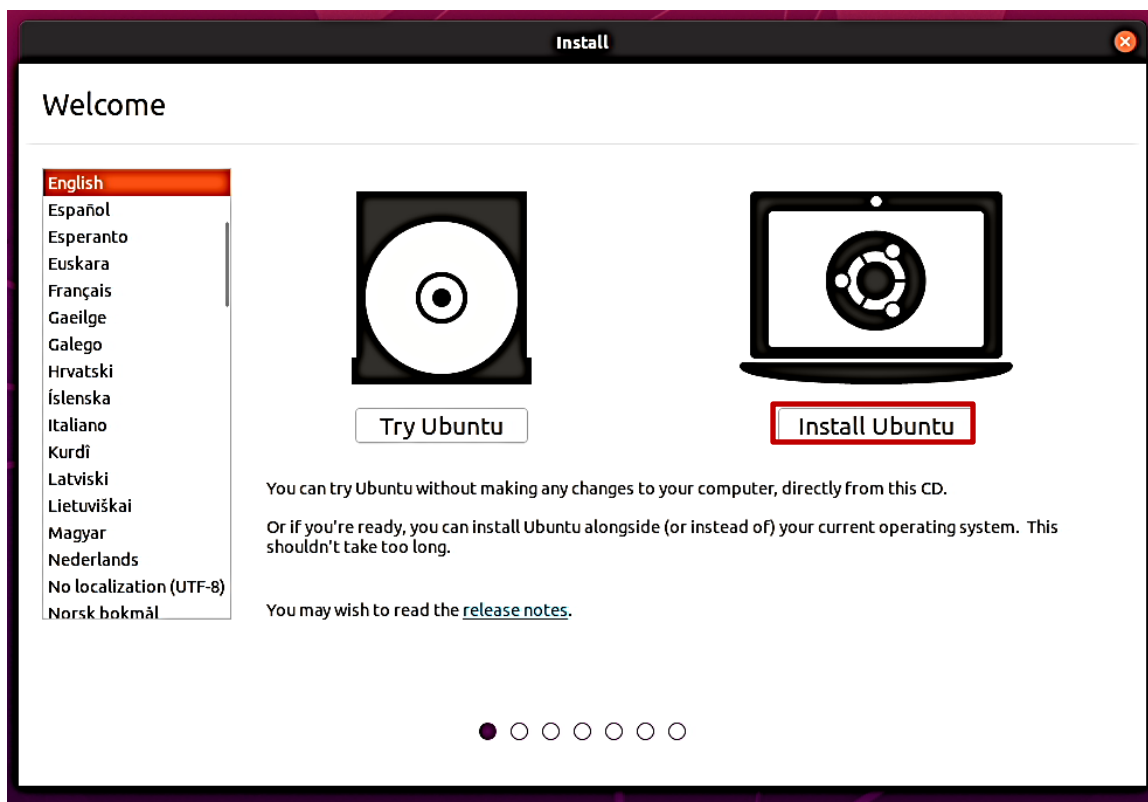 Install
Welcome
English
Español
Esperanto
Euskara
Français
Gaeilge
Galego
Hrvatski
Íslenska
Italiano
Kurdî
Latviski
Lietuviškai
Magyar
Nederlands
No localization (UTF-8)
Norsk bokmål
Try Ubuntu
Install Ubuntu
You can try Ubuntu without making any changes to your computer, directly from this CD.
Or if you're ready, you can install Ubuntu alongside (or instead of) your current operating system. This
shouldn't take too long.
You may wish to read the release notes.